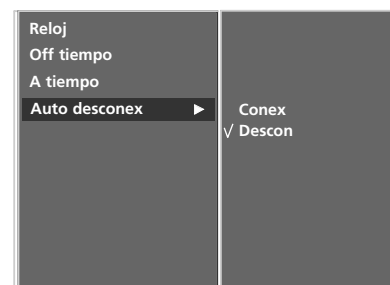 Reloj
Off tiempo
A tiempo
Auto desconex ▶
Conex
√ Descon